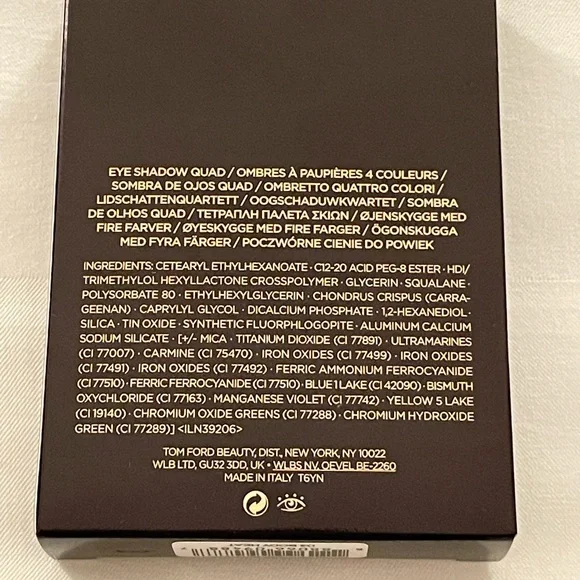 EYE SHADOW QUAD / OMBRES À PAUPIÈRES 4 COULEURS /
SOMBRA DE OJOS QUAD / OMBRETTO QUATTRO COLORI /
LIDSCHATTENQUARTETT / OOGSCHADUWKWARTET / SOMBRA
DE OLHOS QUAD / ΤΕΤΡΑΠΛΗ ΠΑΛΕΤΑ ΣΚΙΩΝ / ØJENSKYGGE MED
FIRE FARVER / ØYESKYGGE MED FIRE FARGER / ÖGONSKUGGA
MED FYRA FÄRGER / POCZWÓRNE CIENIE DO POWIEK
INGREDIENTS: CETEARYL ETHYLHEXANOATE · C12-20 ACID PEG-8 ESTER · HDI/
TRIMETHYLOL HEXYLLACTONE CROSSPOLYMER · GLYCERIN · SQUALANE ·
POLYSORBATE 80 · ETHYLHEXYLGLYCERIN · CHONDRUS CRISPUS (CARRA-
GEENAN) · CAPRYLYL GLYCOL · DICALCIUM PHOSPHATE · 1,2-HEXANEDIOL ·
SILICA · TIN OXIDE · SYNTHETIC FLUORPHLOGOPITE · ALUMINUM CALCIUM
SODIUM SILICATE · [+/- MICA · TITANIUM DIOXIDE (CI 77891) · ULTRAMARINES
(CI 77007) · CARMINE (CI 75470) · IRON OXIDES (CI 77499) · IRON OXIDES
(CI 77491) · IRON OXIDES (CI 77492) · FERRIC AMMONIUM FERROCYANIDE
(CI 77510) · FERRIC FERROCYANIDE (CI 77510) · BLUE 1 LAKE (CI 42090) · BISMUTH
OXYCHLORIDE (CI 77163) · MANGANESE VIOLET (CI 77742) · YELLOW 5 LAKE
(CI 19140) · CHROMIUM OXIDE GREENS (CI 77288) · CHROMIUM HYDROXIDE
GREEN (CI 77289)] <ILN39206>
TOM FORD BEAUTY, DIST., NEW YORK, NY 10022
WLB LTD, GU32 3DD, UK · WLBS NV. OEVEL BE-2260
MADE IN ITALY T6YN